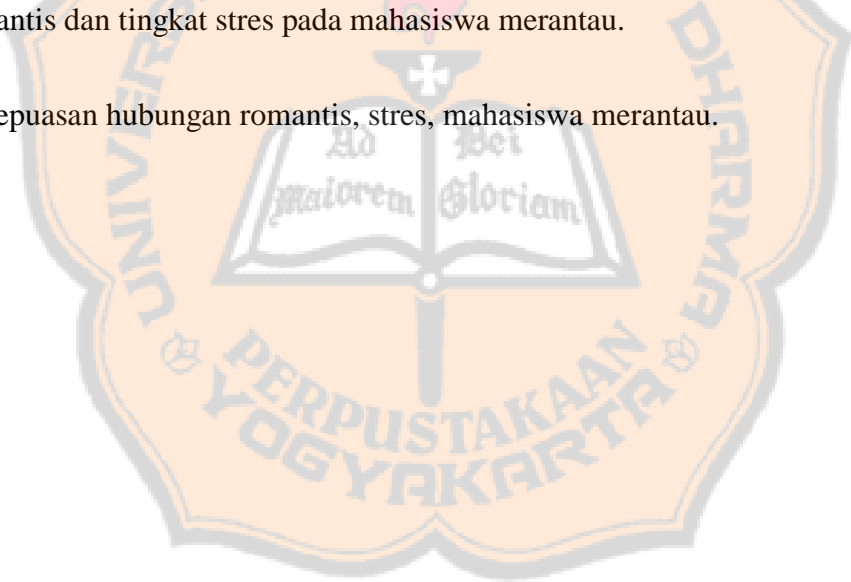 antis dan tingkat stres pada mahasiswa merantau.
epuasan hubungan romantis, stres, mahasiswa merantau.
Ad Dei
Maiorem Gloriam
DHARMA
PERPUSTAKAAN
YOGYAKARTA